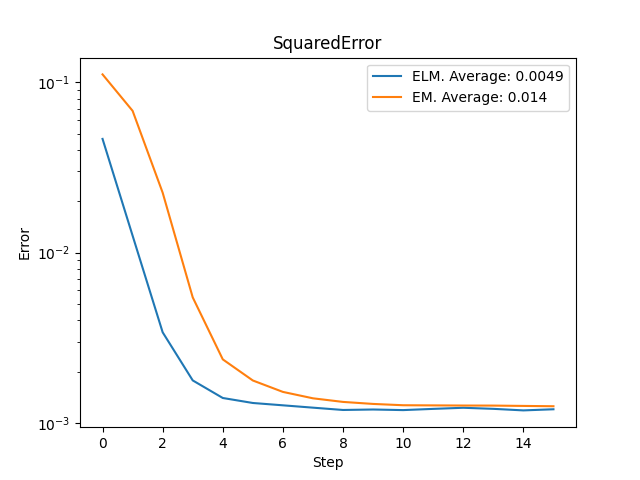 SquaredError
ELM. Average: 0.0049
EM. Average: 0.014
Error
10⁻¹
10⁻²
10⁻³
0 2 4 6 8 10 12 14
Step